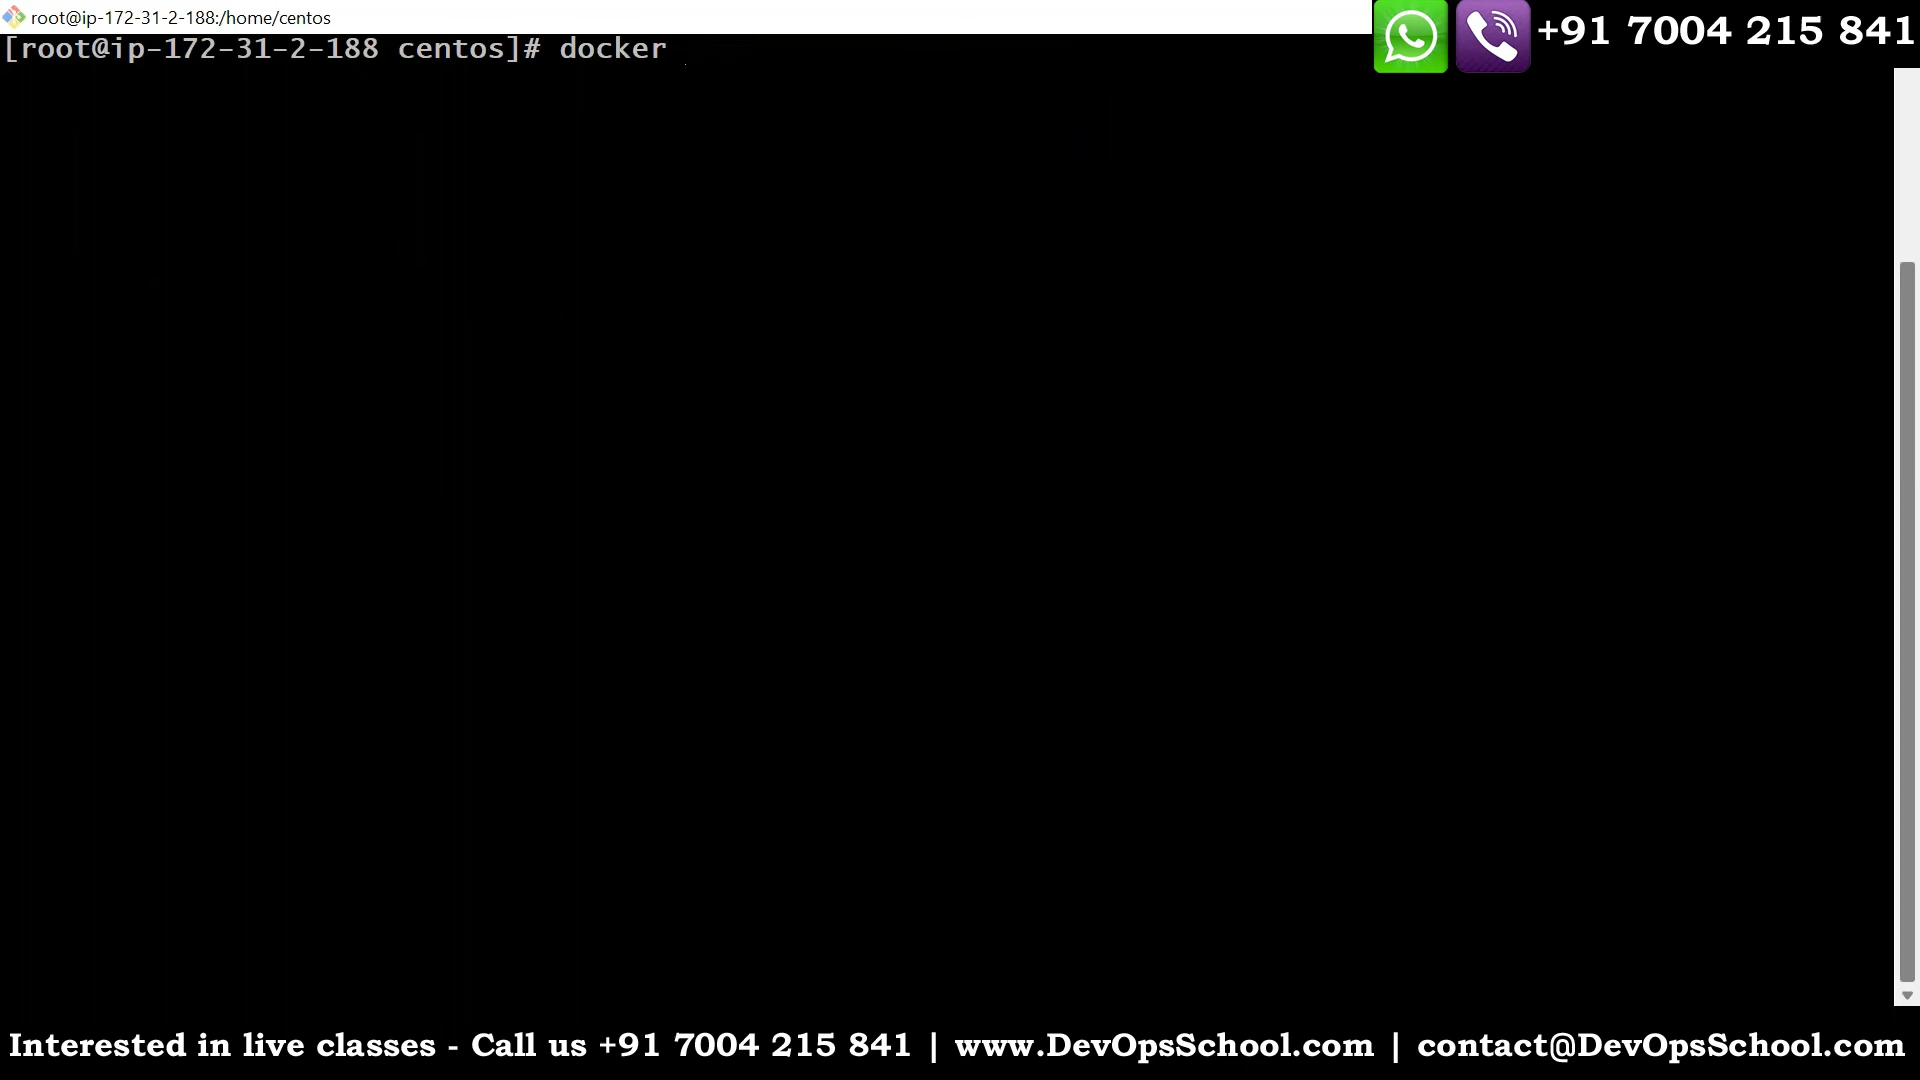 root@ip-172-31-2-188:/home/centos
+91 7004 215 841
[root@ip-172-31-2-188 centos]# docker
Interested in live classes - Call us +91 7004 215 841 | www.DevOpsSchool.com | contact@DevOpsSchool.com